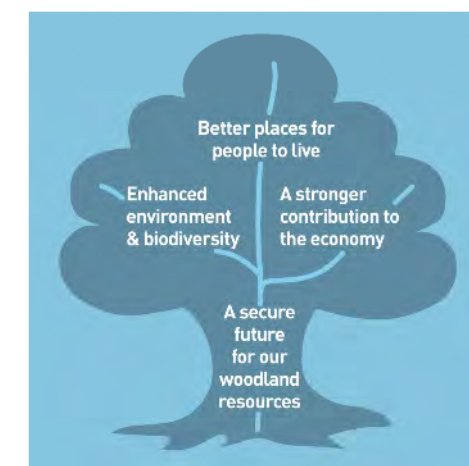 Better places for
people to live
Enhanced
environment
& biodiversity
A stronger
contribution to
the economy
A secure
future
for our
woodland
resources